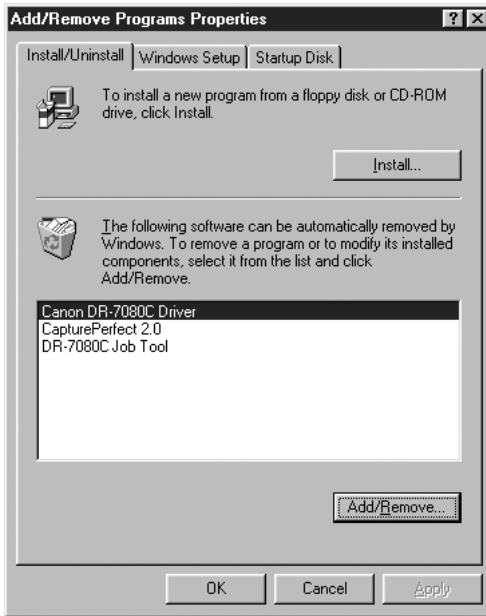 Add/Remove Programs Properties
Install/Uninstall
Windows Setup
Startup Disk
To install a new program from a floppy disk or CD-ROM
drive, click Install.
Install...
The following software can be automatically removed by
Windows. To remove a program or to modify its installed
components, select it from the list and click
Add/Remove.
Canon DR-7080C Driver
CapturePerfect 2.0
DR-7080C Job Tool
Add/Remove...
OK
Cancel
Apply